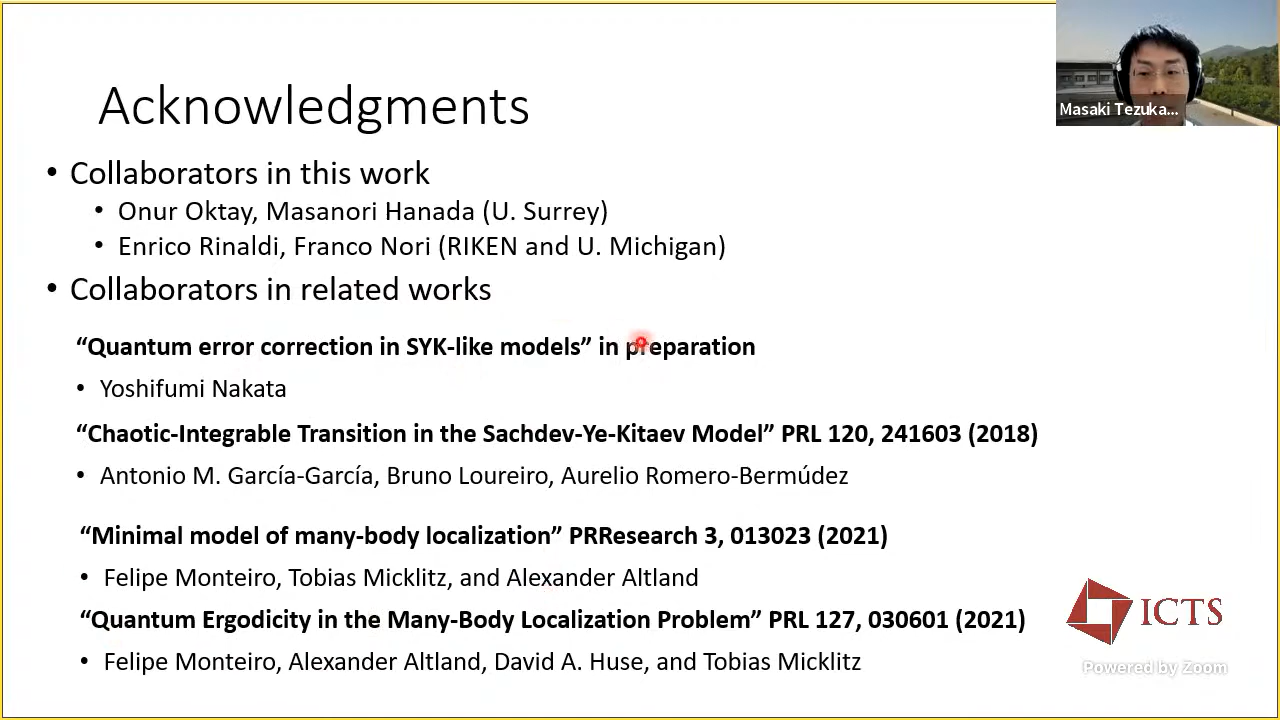 Acknowledgments
Masaki Tezuka...
• Collaborators in this work
• Onur Oktay, Masanori Hanada (U. Surrey)
• Enrico Rinaldi, Franco Nori (RIKEN and U. Michigan)
• Collaborators in related works
“Quantum error correction in SYK-like models” in preparation
• Yoshifumi Nakata
“Chaotic-Integrable Transition in the Sachdev-Ye-Kitaev Model” PRL 120, 241603 (2018)
• Antonio M. García-García, Bruno Loureiro, Aurelio Romero-Bermúdez
“Minimal model of many-body localization” PRResearch 3, 013023 (2021)
• Felipe Monteiro, Tobias Micklitz, and Alexander Altland
“Quantum Ergodicity in the Many-Body Localization Problem” PRL 127, 030601 (2021)
• Felipe Monteiro, Alexander Altland, David A. Huse, and Tobias Micklitz
ICTS
Powered by Zoom